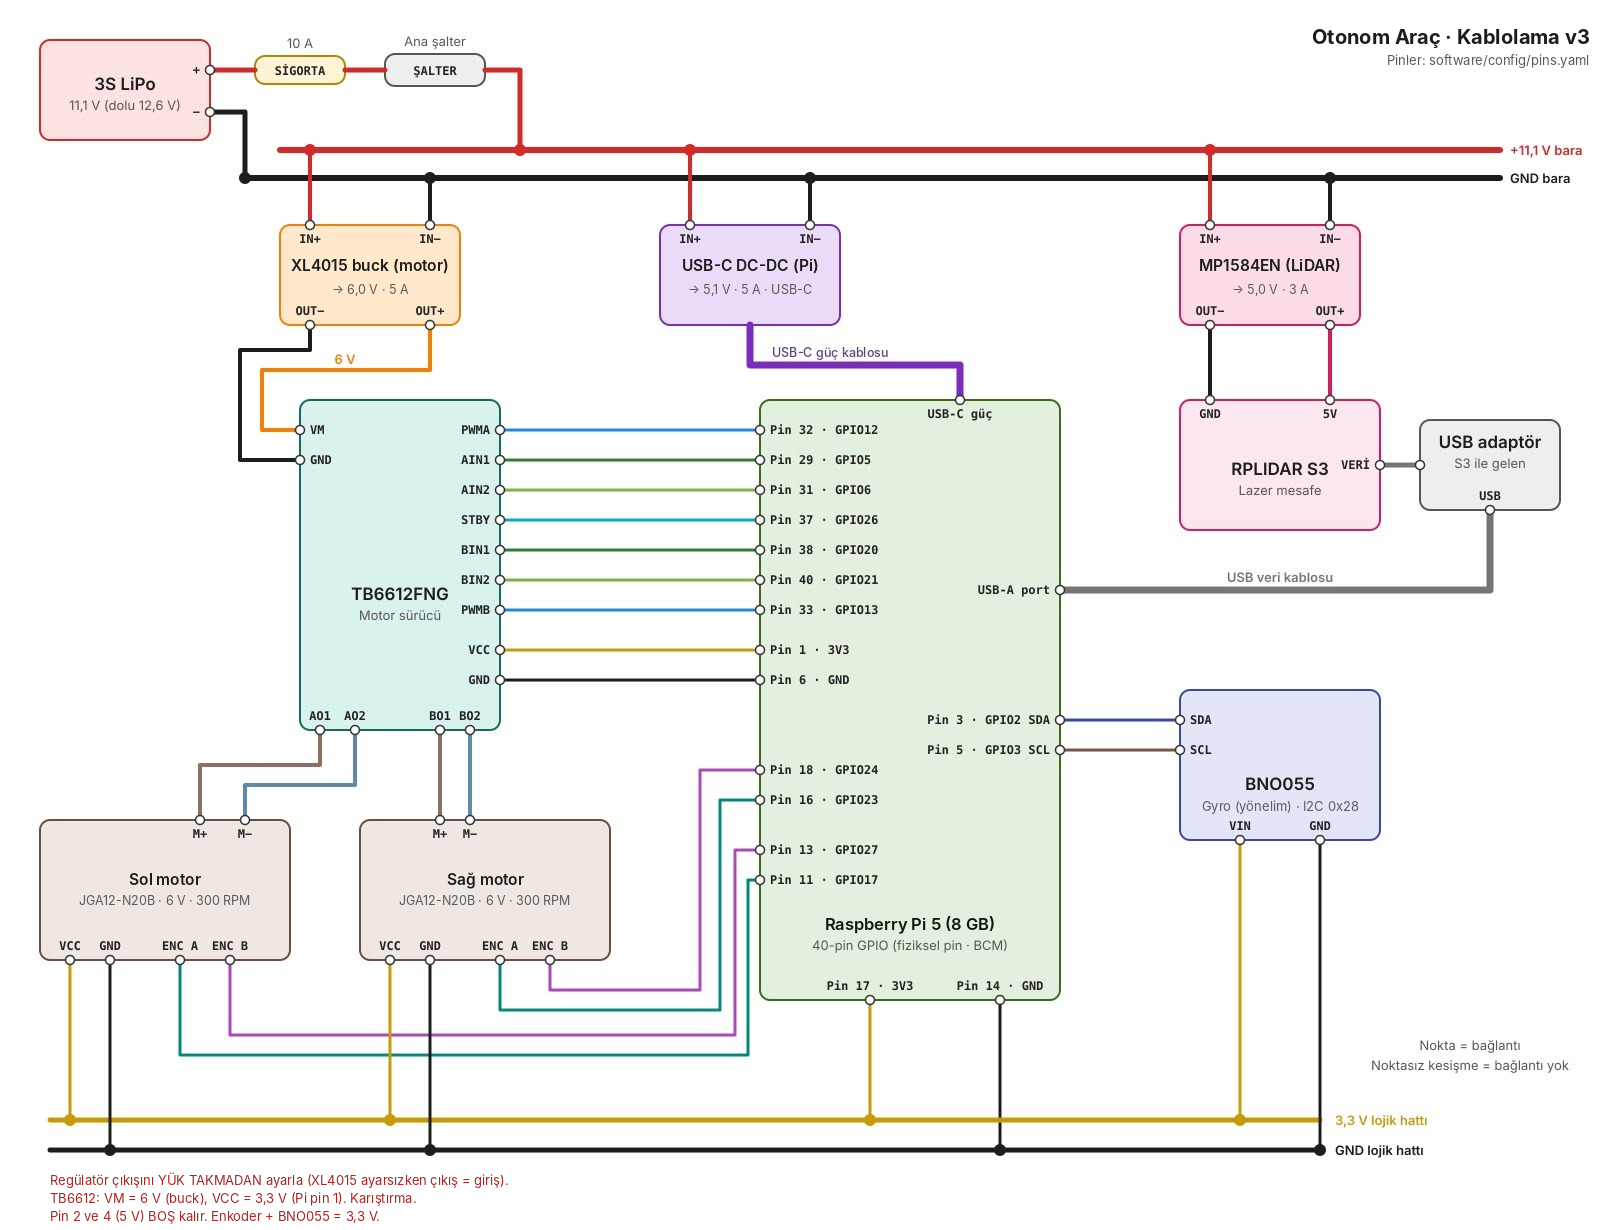 Otonom Araç · Kablolama v3
Pinler: software/config/pins.yaml
10 A
Ana şalter
3S LiPo
11,1 V (dolu 12,6 V)
+
−
SİGORTA
ŞALTER
+11,1 V bara
GND bara
IN+
IN−
XL4015 buck (motor)
→ 6,0 V · 5 A
OUT−
OUT+
IN+
IN−
USB-C DC-DC (Pi)
→ 5,1 V · 5 A · USB-C
IN+
IN−
MP1584EN (LiDAR)
→ 5,0 V · 3 A
OUT−
OUT+
6 V
USB-C güç kablosu
VM
GND
PWMA
AIN1
AIN2
STBY
BIN1
BIN2
PWMB
VCC
GND
TB6612FNG
Motor sürücü
AO1
AO2
BO1
BO2
USB-C güç
Pin 32 · GPIO12
Pin 29 · GPIO5
Pin 31 · GPIO6
Pin 37 · GPIO26
Pin 38 · GPIO20
Pin 40 · GPIO21
Pin 33 · GPIO13
Pin 1 · 3V3
Pin 6 · GND
USB-A port
Pin 3 · GPIO2 SDA
Pin 5 · GPIO3 SCL
Pin 18 · GPIO24
Pin 16 · GPIO23
Pin 13 · GPIO27
Pin 11 · GPIO17
Raspberry Pi 5 (8 GB)
40-pin GPIO (fiziksel pin · BCM)
Pin 17 · 3V3
Pin 14 · GND
GND
5V
RPLIDAR S3
Lazer mesafe
VERİ
USB adaptör
S3 ile gelen
USB
USB veri kablosu
SDA
SCL
BNO055
Gyro (yönelim) · I2C 0x28
VIN
GND
M+
M−
Sol motor
JGA12-N20B · 6 V · 300 RPM
VCC
GND
ENC A
ENC B
M+
M−
Sağ motor
JGA12-N20B · 6 V · 300 RPM
VCC
GND
ENC A
ENC B
Nokta = bağlantı
Noktasız kesişme = bağlantı yok
3,3 V lojik hattı
GND lojik hattı
Regülatör çıkışını YÜK TAKMADAN ayarla (XL4015 ayarsızken çıkış = giriş).
TB6612: VM = 6 V (buck), VCC = 3,3 V (Pi pin 1). Karıştırma.
Pin 2 ve 4 (5 V) BOŞ kalır. Enkoder + BNO055 = 3,3 V.